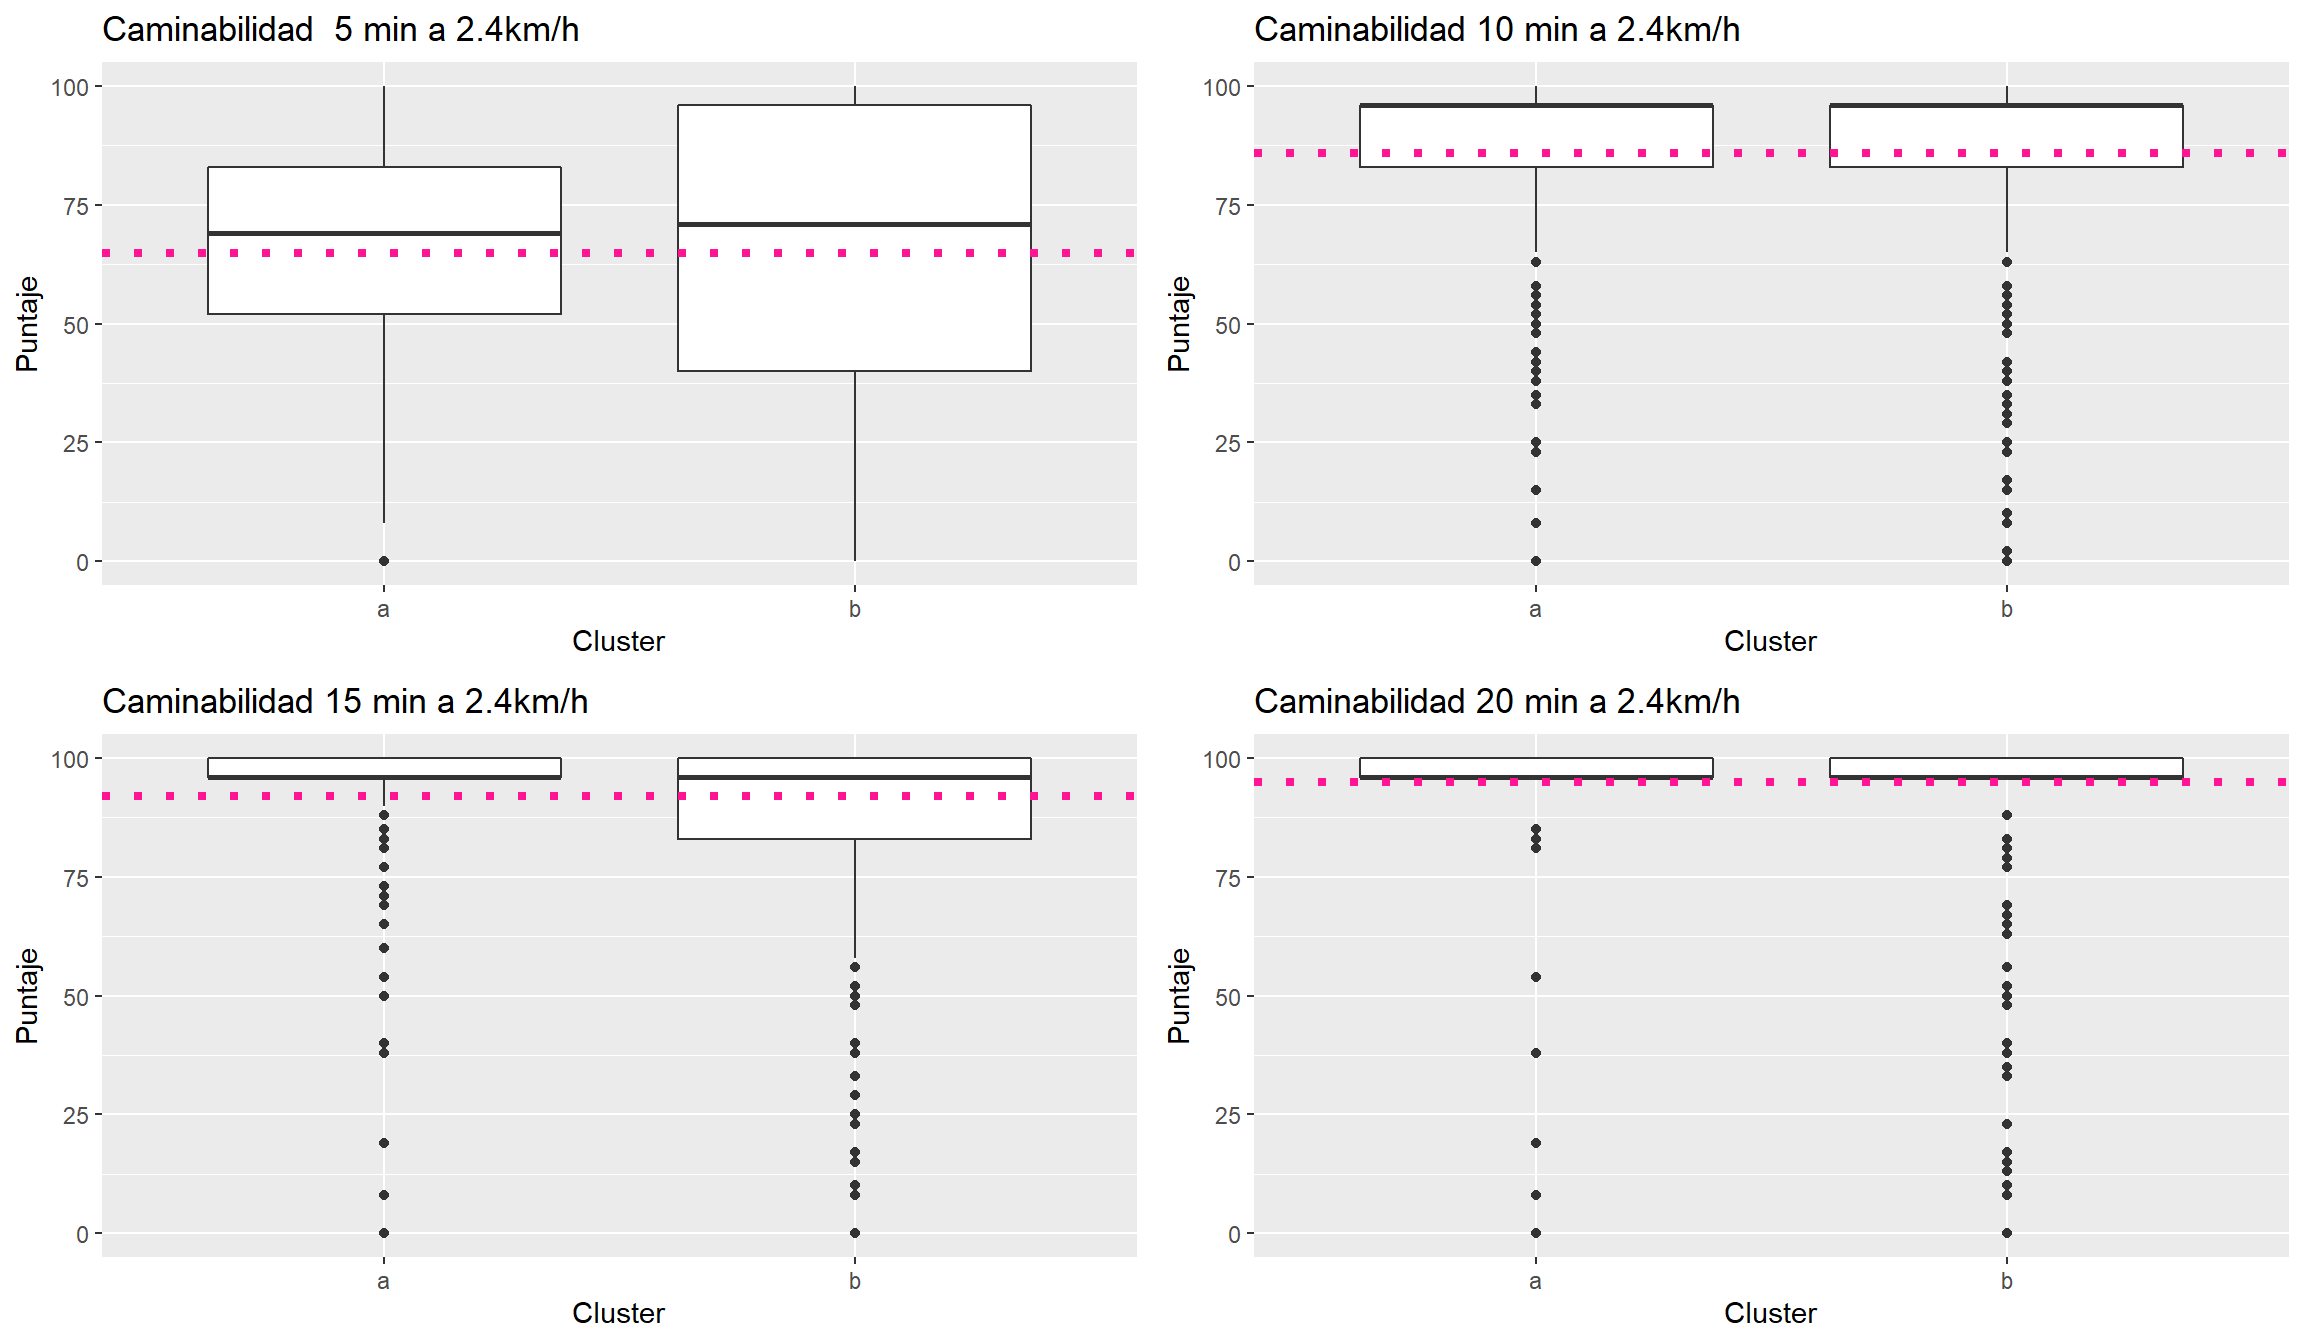 Caminabilidad  5 min a 2.4km/h
100
75
50
25
0
Puntaje
a
b
Cluster
Caminabilidad 10 min a 2.4km/h
100
75
50
25
0
Puntaje
a
b
Cluster
Caminabilidad 15 min a 2.4km/h
100
75
50
25
0
Puntaje
a
b
Cluster
Caminabilidad 20 min a 2.4km/h
100
75
50
25
0
Puntaje
a
b
Cluster